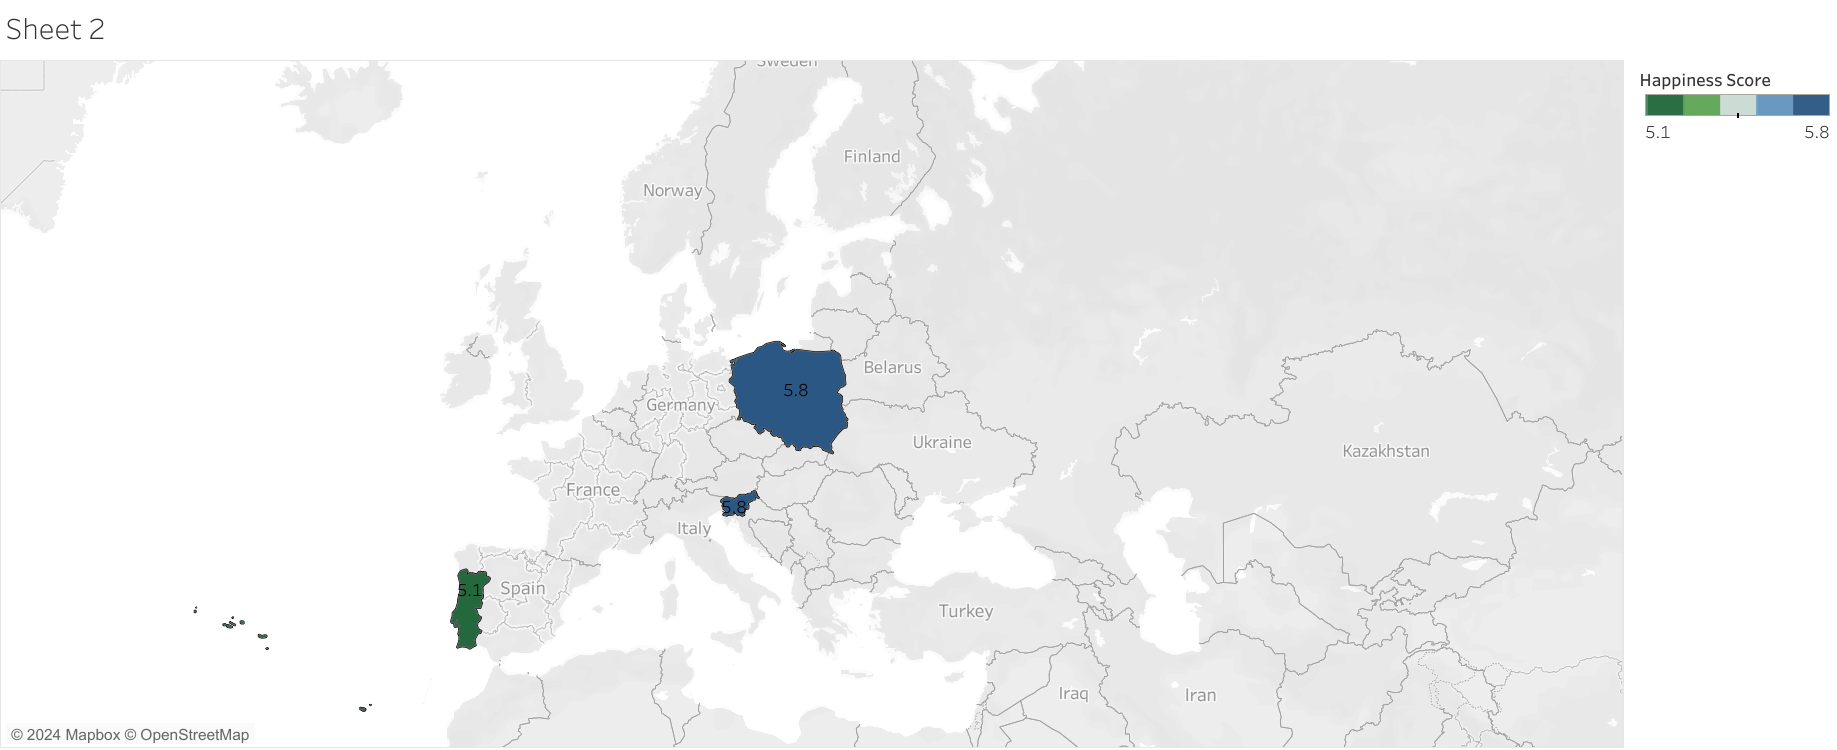 Sheet 2
Happiness Score
5.1
5.8
Sweden
Finland
Norway
Belarus
5.8
Germany
Ukraine
Kazakhstan
France
5.8
Italy
5.1
Spain
Turkey
Iraq
Iran
© 2024 Mapbox © OpenStreetMap